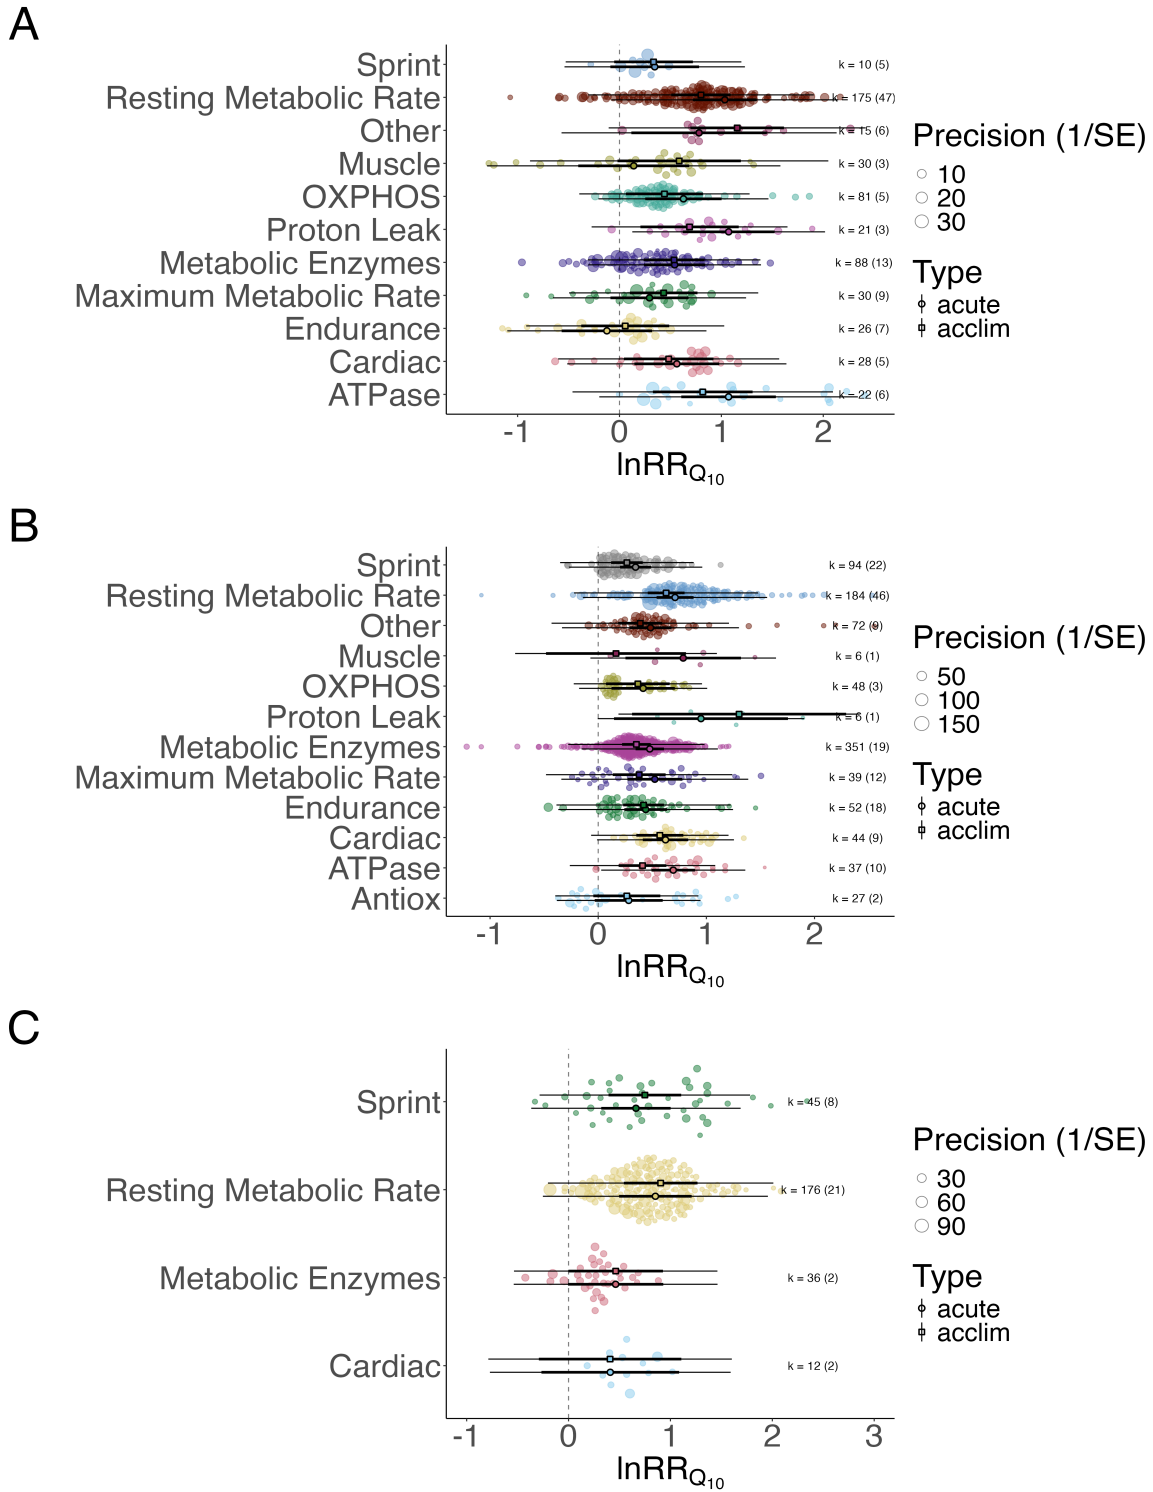 A
Sprint
k = 10 (5)
Resting Metabolic Rate
k = 175 (47)
Other
k = 15 (6)
Muscle
k = 30 (3)
OXPHOS
k = 81 (5)
Proton Leak
k = 21 (3)
Metabolic Enzymes
k = 88 (13)
Maximum Metabolic Rate
k = 30 (9)
Endurance
k = 26 (7)
Cardiac
k = 28 (5)
ATPase
k = 22 (6)
-1 0 1 2
lnRR Q10
Precision (1/SE)
10
20
30
Type
acute
acclim
B
Sprint
k = 94 (22)
Resting Metabolic Rate
k = 184 (46)
Other
k = 72 (9)
Muscle
k = 6 (1)
OXPHOS
k = 48 (3)
Proton Leak
k = 6 (1)
Metabolic Enzymes
k = 351 (19)
Maximum Metabolic Rate
k = 39 (12)
Endurance
k = 52 (18)
Cardiac
k = 44 (9)
ATPase
k = 37 (10)
Antiox
k = 27 (2)
-1 0 1 2
lnRR Q10
Precision (1/SE)
50
100
150
Type
acute
acclim
C
Sprint
k = 45 (8)
Resting Metabolic Rate
k = 176 (21)
Metabolic Enzymes
k = 36 (2)
Cardiac
k = 12 (2)
-1 0 1 2 3
lnRR Q10
Precision (1/SE)
30
60
90
Type
acute
acclim